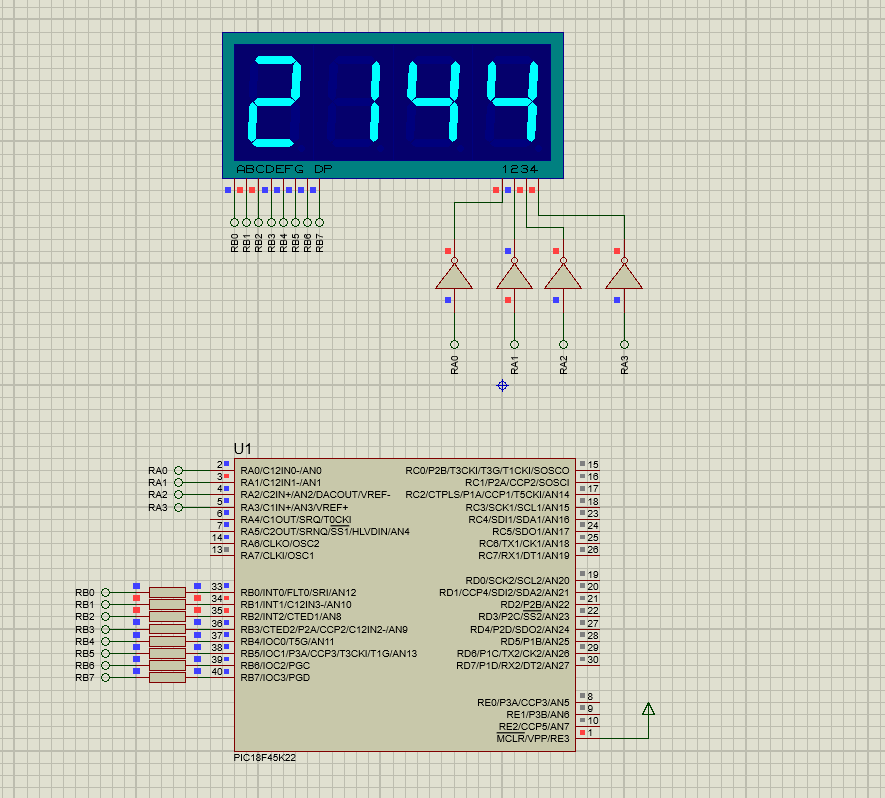 2 144
ABCDEFG DP 1234
RB0 RB1 RB2 RB3 RB4 RB5 RB6 RB7
RA0 RA1 RA2 RA3
U1
RA0 2 RA0/C12IN0-/AN0 RC0/P2B/T3CKI/T3G/T1CKI/SOSCO 15
RA1 3 RA1/C12IN1-/AN1 RC1/P2A/CCP2/SOSCI 16
RA2 4 RA2/C2IN+/AN2/DACOUT/VREF- RC2/CTPLS/P1A/CCP1/T5CKI/AN14 17
RA3 5 RA3/C1IN+/AN3/VREF+ RC3/SCK1/SCL1/AN15 18
6 RA4/C1OUT/SRQ/T0CKI RC4/SDI1/SDA1/AN16 23
7 RA5/C2OUT/SRNQ/SS1/HLVDIN/AN4 RC5/SDO1/AN17 24
14 RA6/CLKO/OSC2 RC6/TX1/CK1/AN18 25
13 RA7/CLKI/OSC1 RC7/RX1/DT1/AN19 26
RD0/SCK2/SCL2/AN20 19
RB0 33 RB0/INT0/FLT0/SRI/AN12 RD1/CCP4/SDI2/SDA2/AN21 20
RB1 34 RB1/INT1/C12IN3-/AN10 RD2/P2B/AN22 21
RB2 35 RB2/INT2/CTED1/AN8 RD3/P2C/SS2/AN23 22
RB3 36 RB3/CTED2/P2A/CCP2/C12IN2-/AN9 RD4/P2D/SDO2/AN24 27
RB4 37 RB4/IOC0/T5G/AN11 RD5/P1B/AN25 28
RB5 38 RB5/IOC1/P3A/CCP3/T3CKI/T1G/AN13 RD6/P1C/TX2/CK2/AN26 29
RB6 39 RB6/IOC2/PGC RD7/P1D/RX2/DT2/AN27 30
RB7 40 RB7/IOC3/PGD
RE0/P3A/CCP3/AN5 8
RE1/P3B/AN6 9
RE2/CCP5/AN7 10
MCLR/VPP/RE3 1
PIC18F45K22